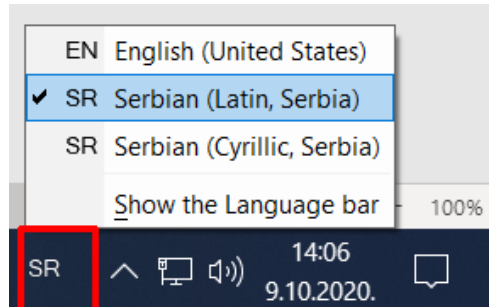 EN English (United States)
✔ SR Serbian (Latin, Serbia)
SR Serbian (Cyrillic, Serbia)
Show the Language bar
100%
SR
14:06
9.10.2020.